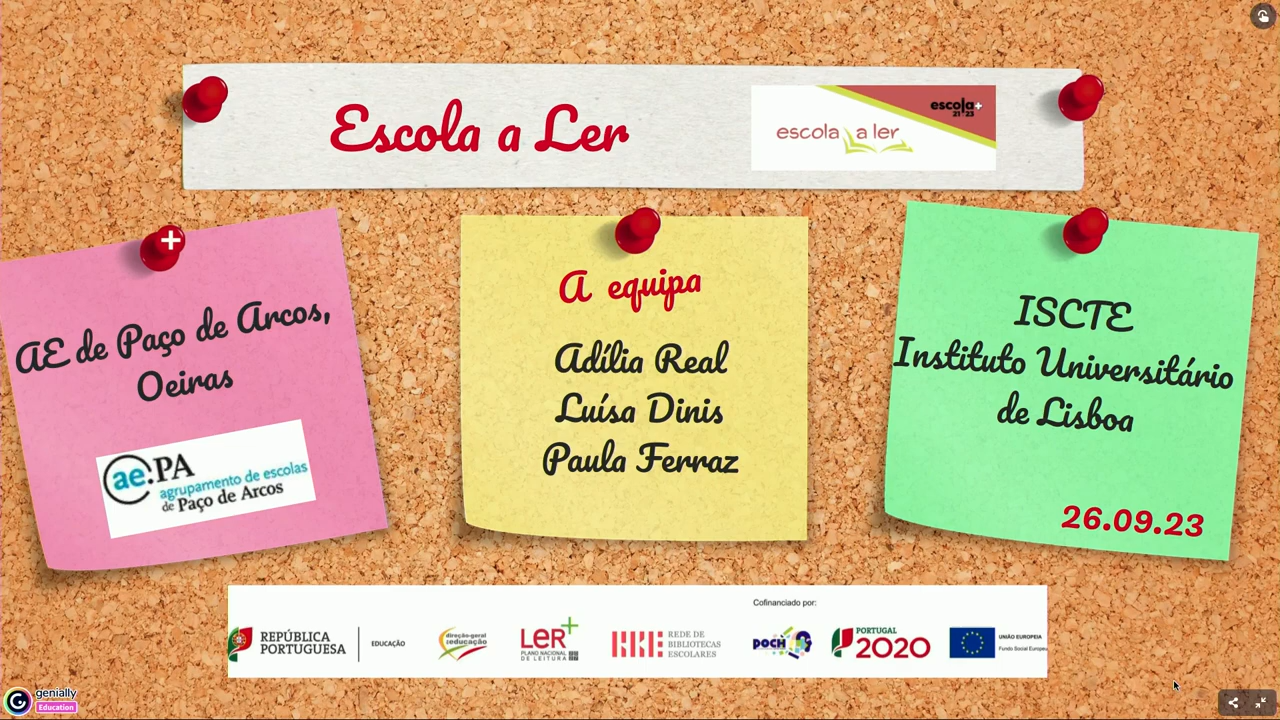 Escola a Ler
escola a ler
escola+
21 23
AE de Paço de Arcos,
Oeiras
ae.PA
agrupamento de escolas
de Paço de Arcos
A equipa
Adília Real
Luísa Dinis
Paula Ferraz
ISCTE
Instituto Universitário
de Lisboa
26.09.23
Cofinanciado por:
REPÚBLICA
PORTUGUESA
EDUCAÇÃO
direção-geral
da educação
LER+
PLANO NACIONAL
DE LEITURA
REDE DE
BIBLIOTECAS
ESCOLARES
POCH
PORTUGAL
2020
UNIÃO EUROPEIA
Fundo Social Europeu
genially
Education